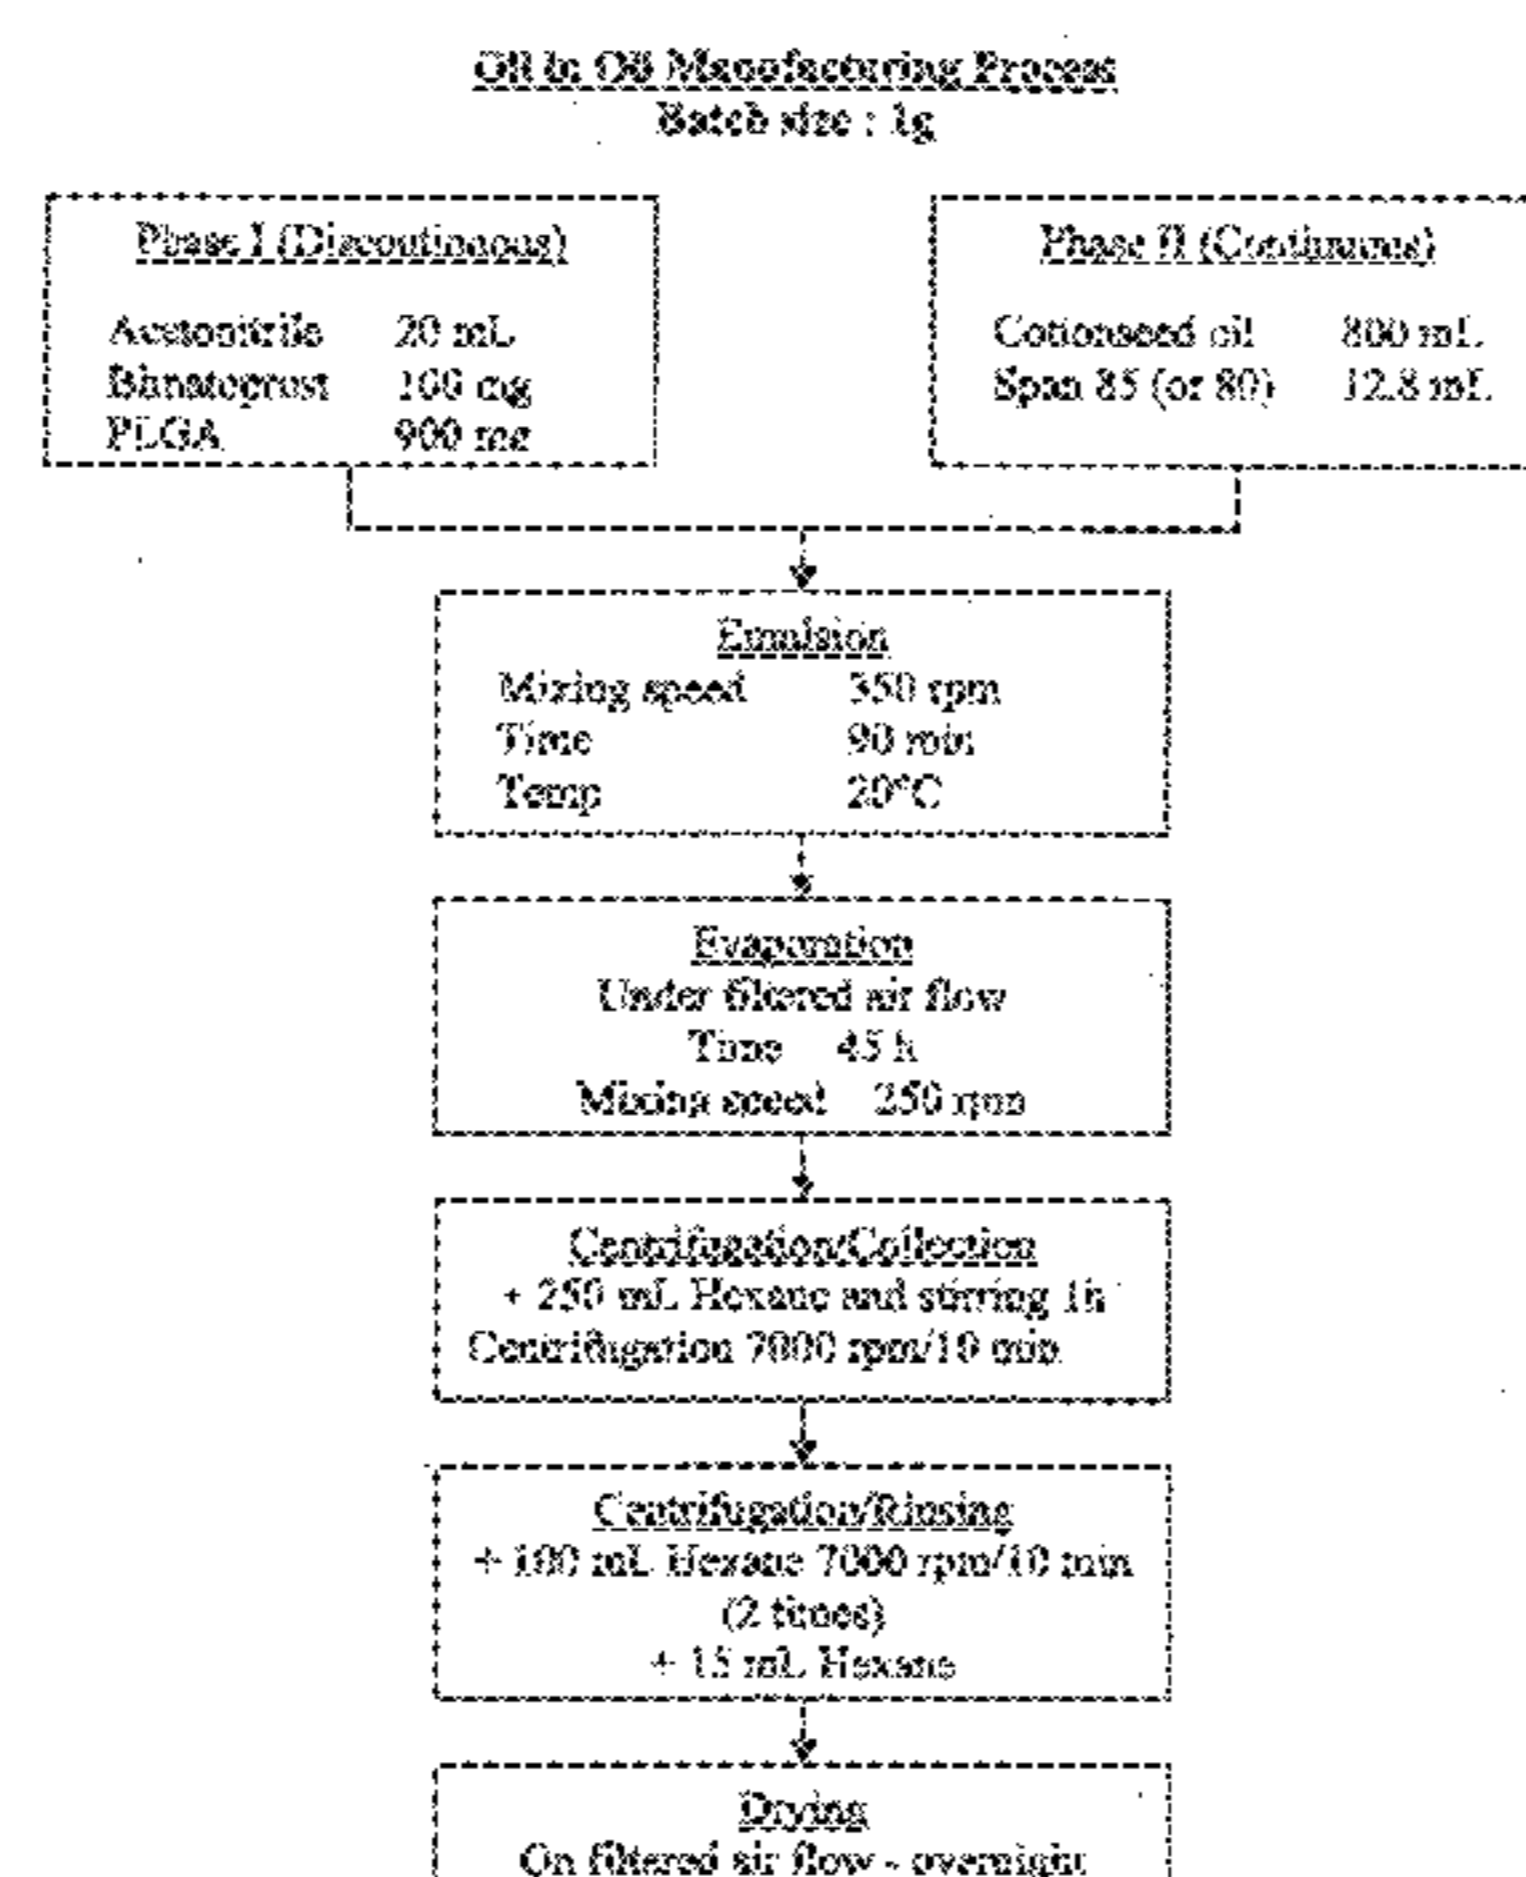 Oil in Oil Manufacturing Process
Batch size : 1g
Phase I (Discontinuous)
Acetonitrile 20 mL
Bimatoprost 100 mg
PLGA 900 mg
Phase II (Continuous)
Cottonseed oil 800 mL
Span 85 (or 80) 12.8 mL
Emulsion
Mixing speed 350 rpm
Time 90 min
Temp 20°C
Evaporation
Under filtered air flow
Time 45 h
Mixing speed 250 rpm
Centrifugation/Collection
+ 250 mL Hexane and stirring 1h
Centrifugation 7000 rpm/10 min
Centrifugation/Rinsing
+ 100 mL Hexane 7000 rpm/10 min
(2 times)
+ 15 mL Hexane
Drying
On filtered air flow - overnight